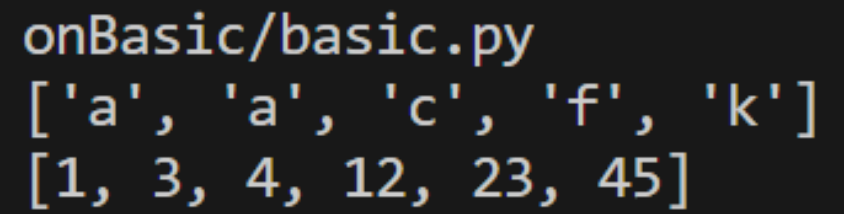 onBasic/basic.py
['a', 'a', 'c', 'f', 'k']
[1, 3, 4, 12, 23, 45]